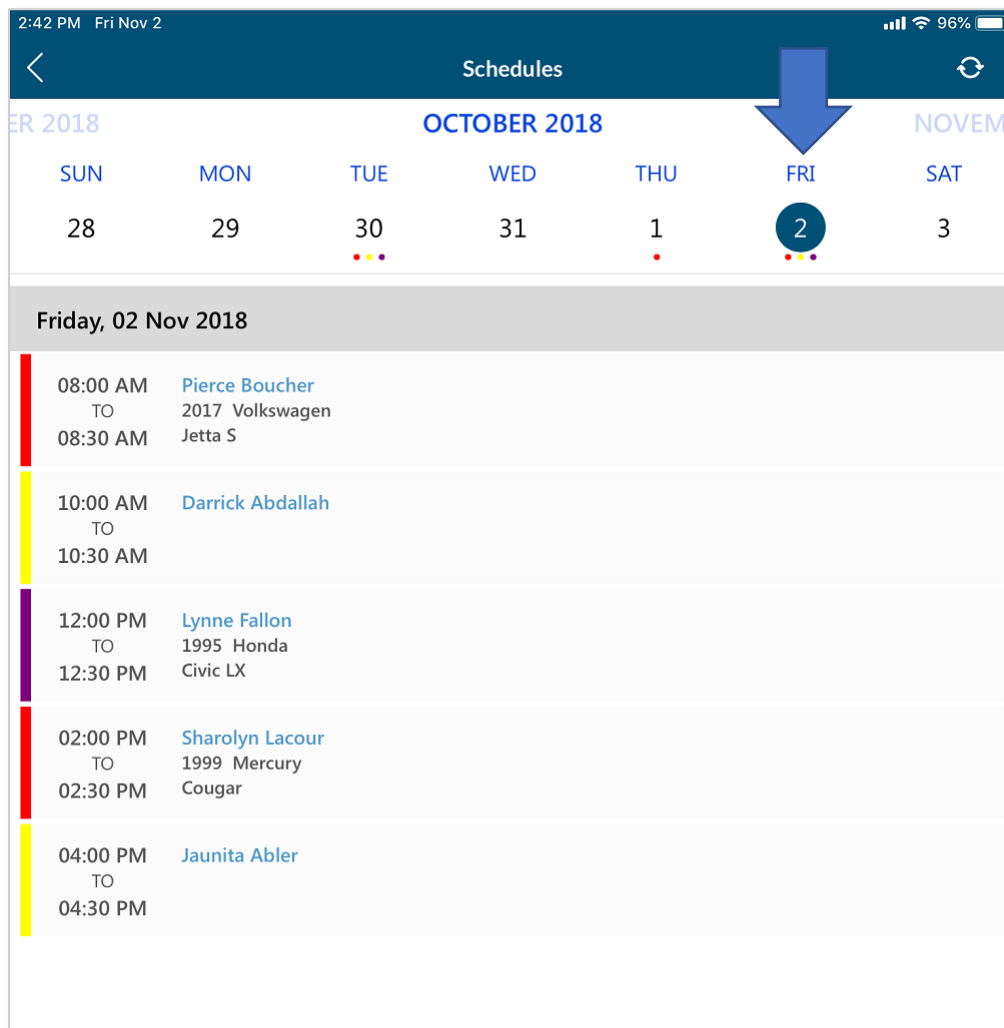 2:42 PM Fri Nov 2 96%
Schedules
ER 2018 OCTOBER 2018 NOVEM
SUN MON TUE WED THU FRI SAT
28 29 30 31 1 2 3
Friday, 02 Nov 2018
08:00 AM Pierce Boucher
TO 2017 Volkswagen
08:30 AM Jetta S
10:00 AM Darrick Abdallah
TO
10:30 AM
12:00 PM Lynne Fallon
TO 1995 Honda
12:30 PM Civic LX
02:00 PM Sharolyn Lacour
TO 1999 Mercury
02:30 PM Cougar
04:00 PM Jaunita Abler
TO
04:30 PM